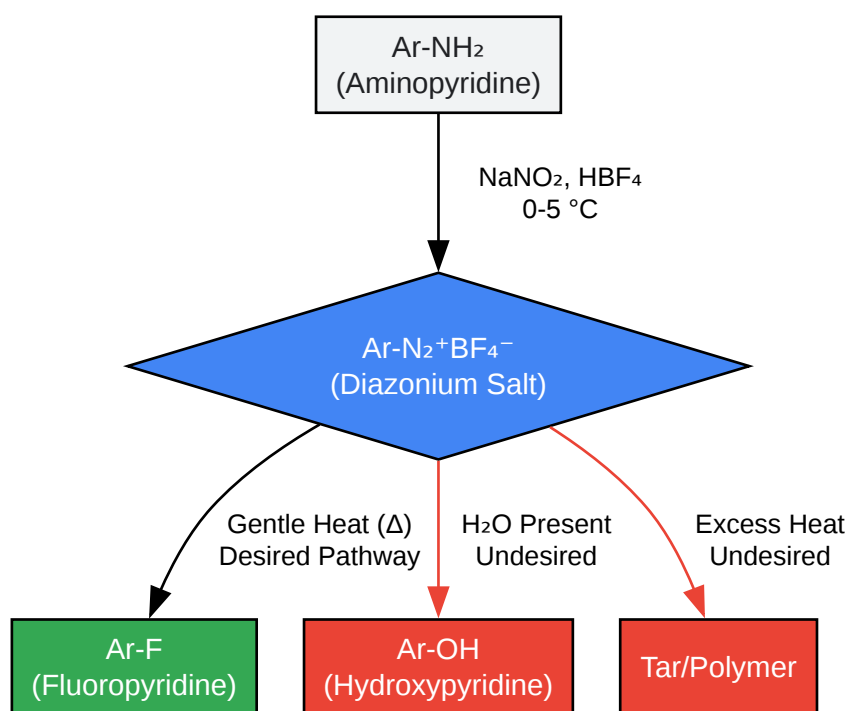 Ar-NH₂
(Aminopyridine)
NaNO₂, HBF₄
0-5 °C
Ar-N₂⁺BF₄⁻
(Diazonium Salt)
Gentle Heat (Δ)
Desired Pathway
H₂O Present
Undesired
Excess Heat
Undesired
Ar-F
(Fluoropyridine)
Ar-OH
(Hydroxypyridine)
Tar/Polymer